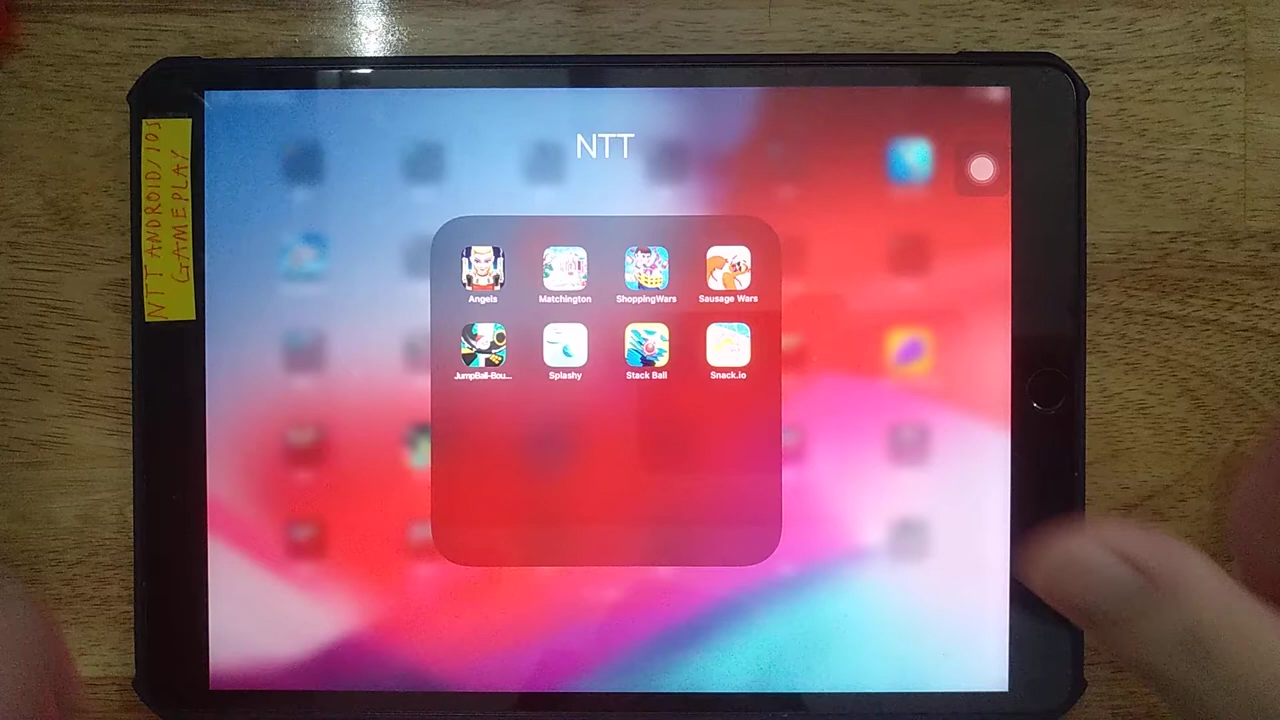 NTT ANDROID/IOS
GAMEPLAY
NTT
Angels
Matchington
ShoppingWars
Sausage Wars
JumpBall-Bou...
Splashy
Stack Ball
Snack.io